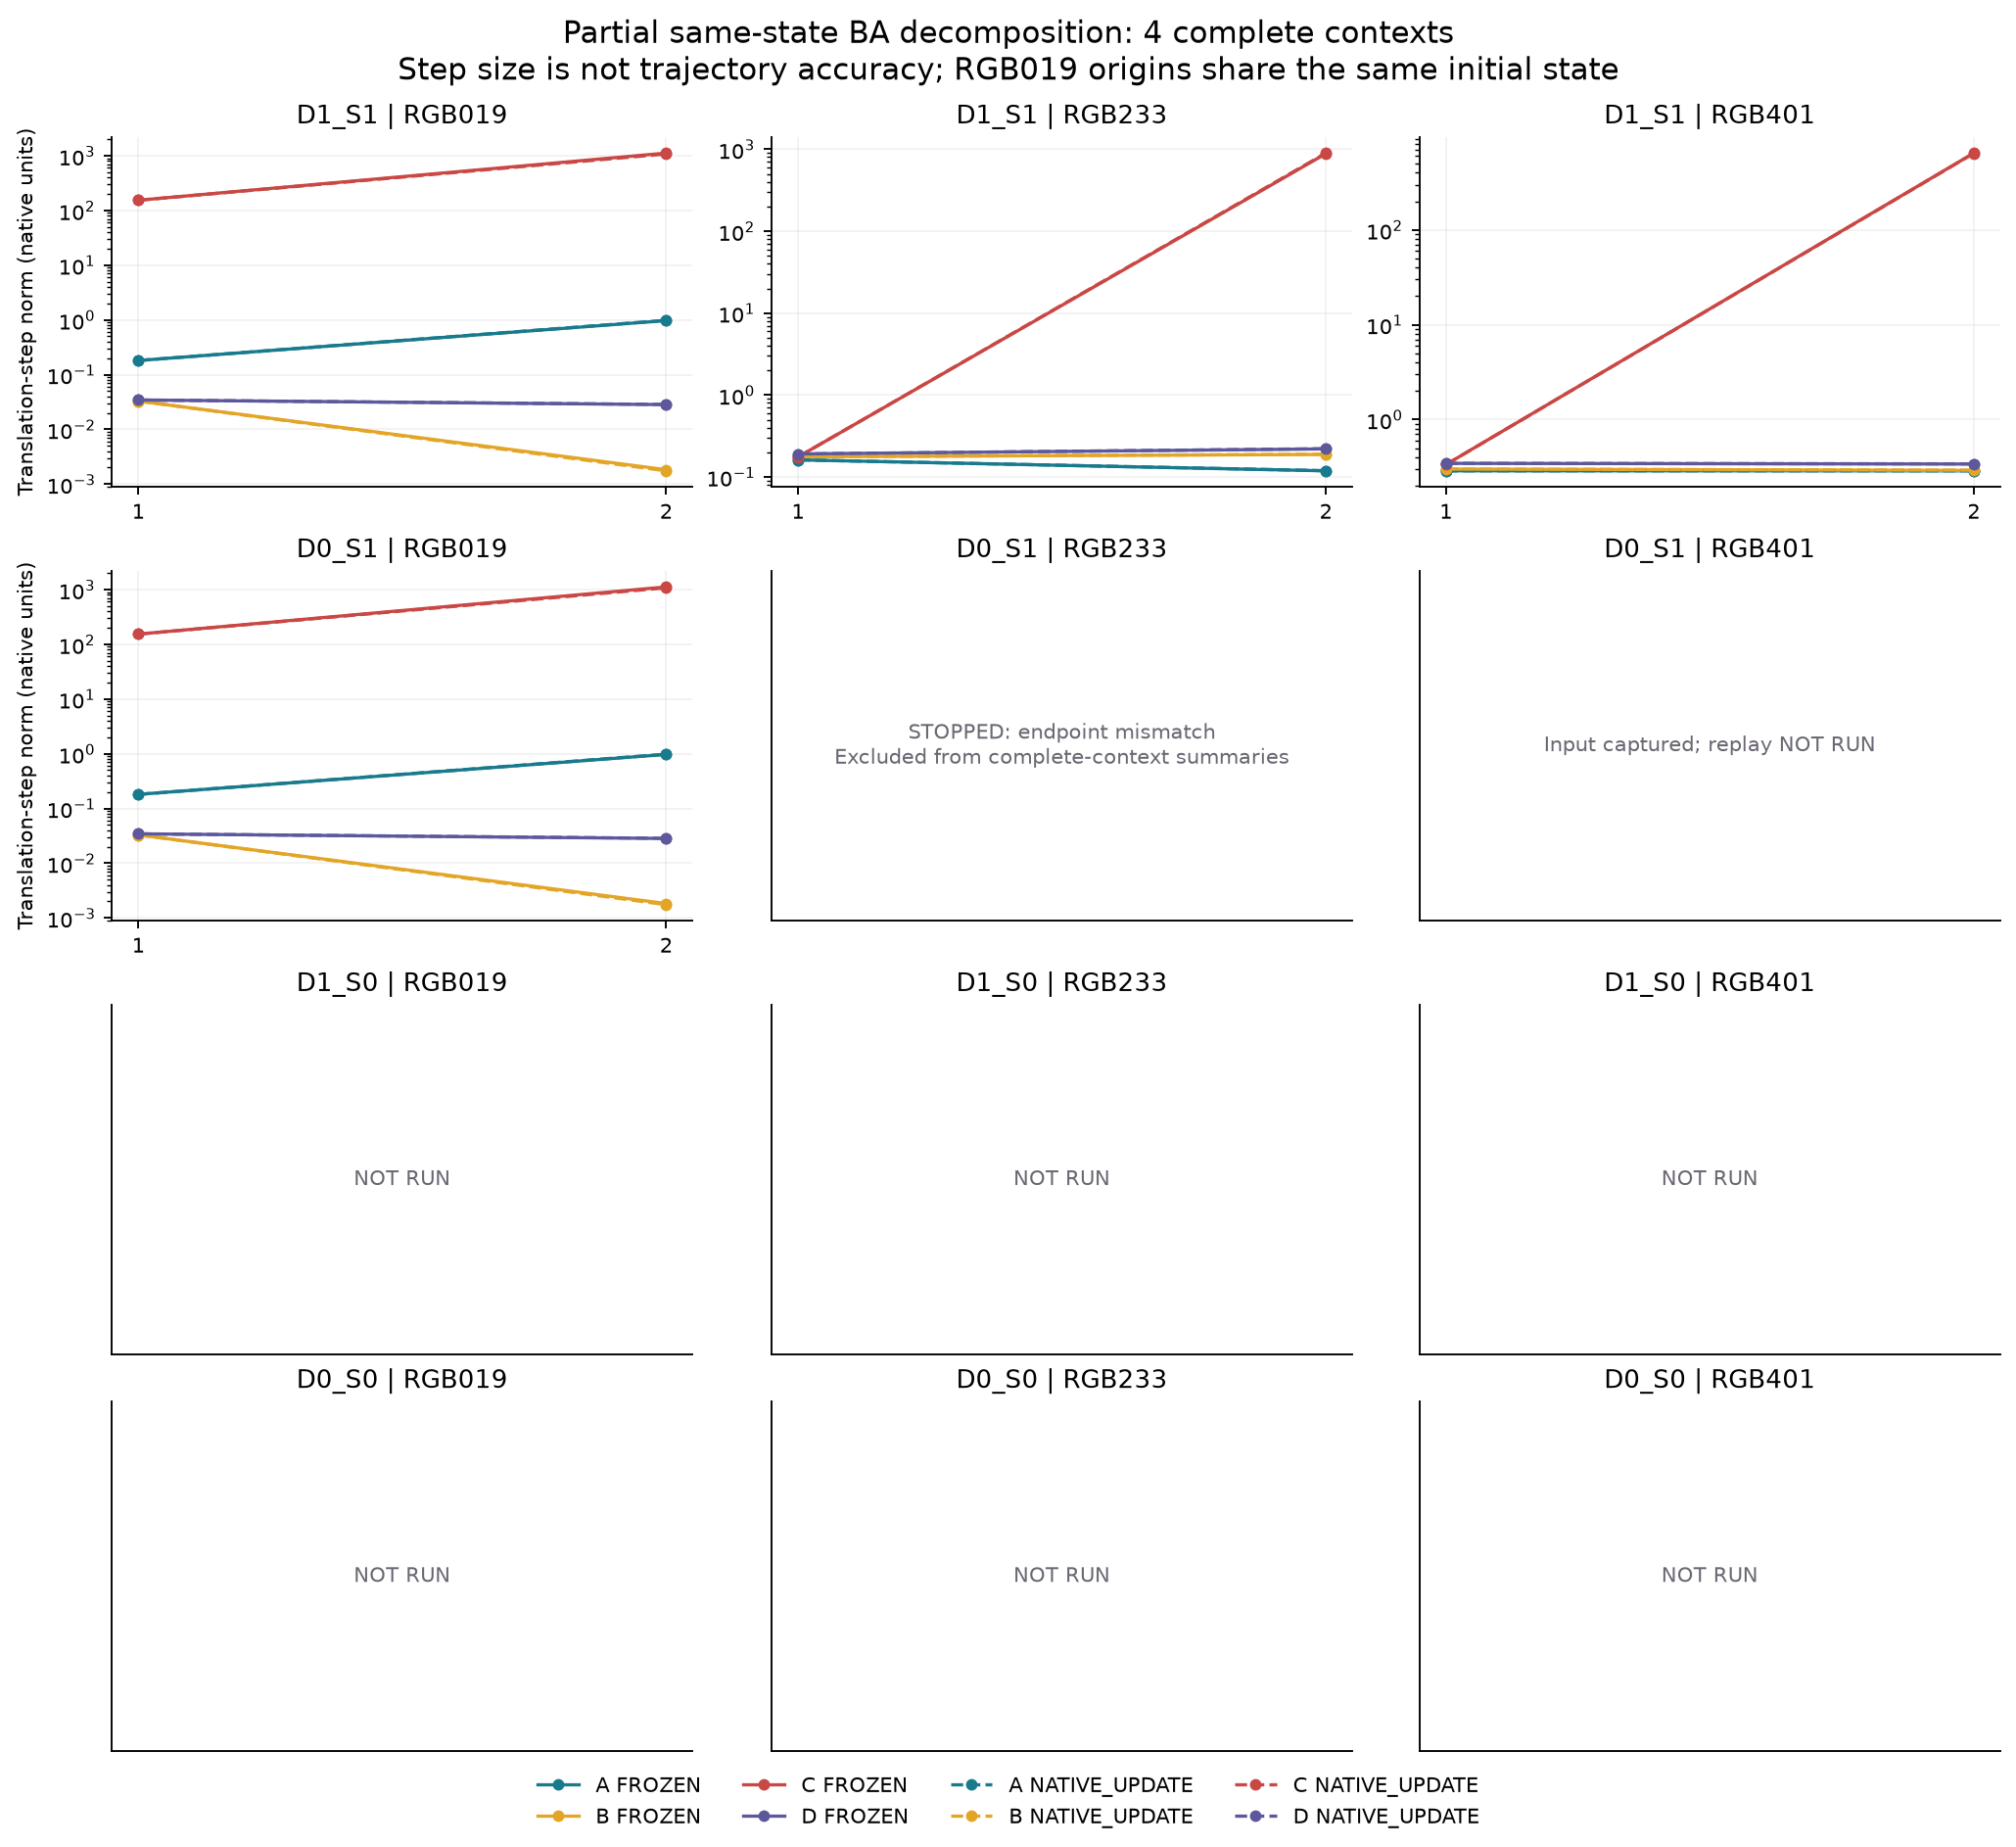 Partial same-state BA decomposition: 4 complete contexts
Step size is not trajectory accuracy; RGB019 origins share the same initial state
D1_S1 | RGB019
Translation-step norm (native units)
10³
10²
10¹
10⁰
10⁻¹
10⁻²
10⁻³
1 2
D1_S1 | RGB233
10³
10²
10¹
10⁰
10⁻¹
1 2
D1_S1 | RGB401
10²
10¹
10⁰
1 2
D0_S1 | RGB019
Translation-step norm (native units)
10³
10²
10¹
10⁰
10⁻¹
10⁻²
10⁻³
1 2
D0_S1 | RGB233
STOPPED: endpoint mismatch
Excluded from complete-context summaries
D0_S1 | RGB401
Input captured; replay NOT RUN
D1_S0 | RGB019
NOT RUN
D1_S0 | RGB233
NOT RUN
D1_S0 | RGB401
NOT RUN
D0_S0 | RGB019
NOT RUN
D0_S0 | RGB233
NOT RUN
D0_S0 | RGB401
NOT RUN
A FROZEN C FROZEN A NATIVE_UPDATE C NATIVE_UPDATE
B FROZEN D FROZEN B NATIVE_UPDATE D NATIVE_UPDATE